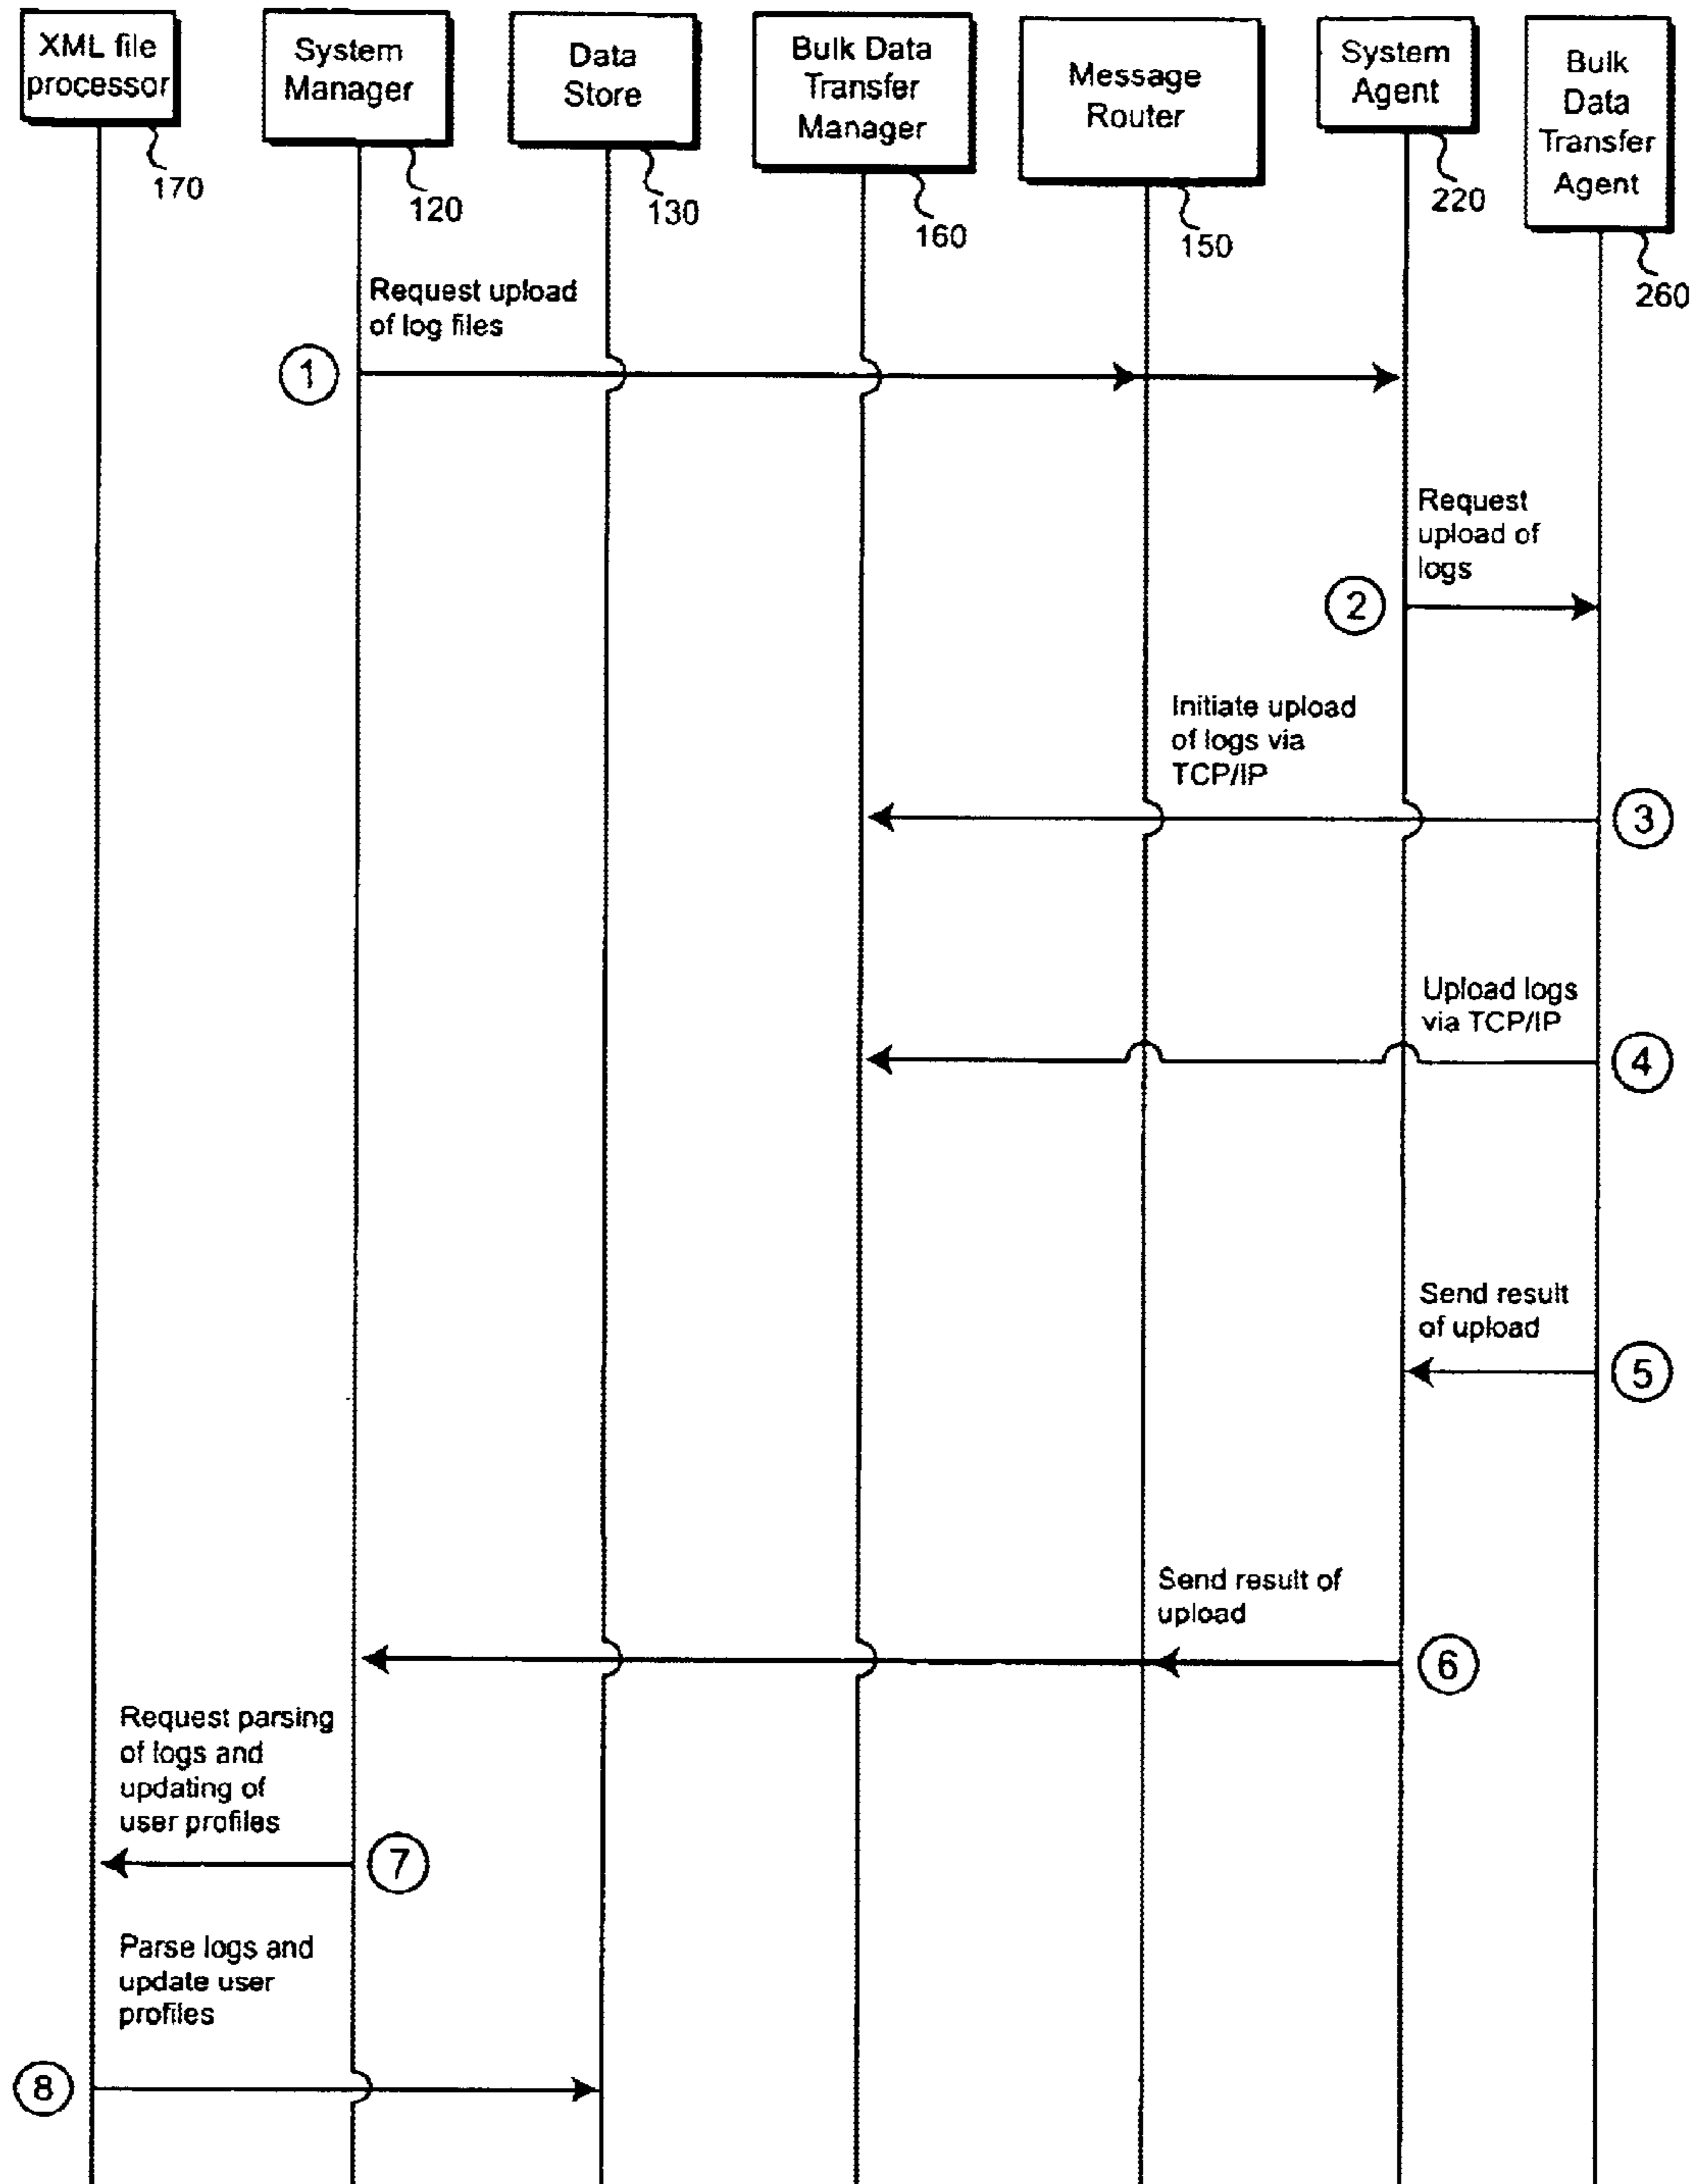 XML file
processor
System
Manager
Data
Store
Bulk Data
Transfer
Manager
Message
Router
System
Agent
Bulk
Data
Transfer
Agent
170
120
130
160
150
220
260
Request upload
of log files
1
Request
upload of
logs
2
Initiate upload
of logs via
TCP/IP
3
Upload logs
via TCP/IP
4
Send result
of upload
5
Send result of
upload
6
Request parsing
of logs and
updating of
user profiles
7
Parse logs and
update user
profiles
8